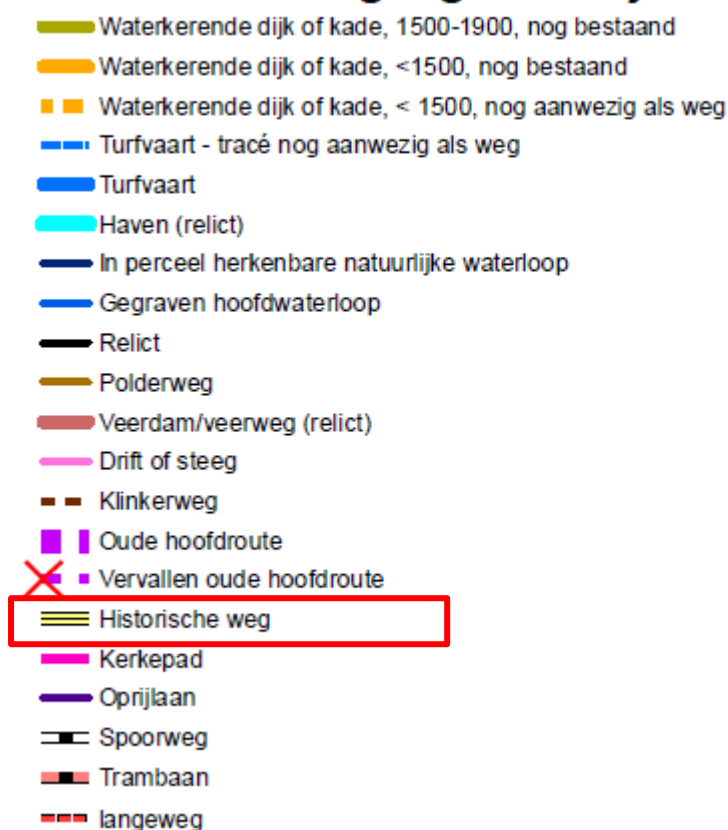 Waterkerende dijk of kade, 1500-1900, nog bestaand
Waterkerende dijk of kade, <1500, nog bestaand
Waterkerende dijk of kade, < 1500, nog aanwezig als weg
Turfvaart - tracé nog aanwezig als weg
Turfvaart
Haven (relict)
In perceel herkenbare natuurlijke waterloop
Gegraven hoofdwaterloop
Relict
Polderweg
Veerdam/veerweg (relict)
Drift of steeg
Klinkerweg
Oude hoofdroute
Vervallen oude hoofdroute
Historische weg
Kerkepad
Oprijlaan
Spoorweg
Trambaan
langeweg